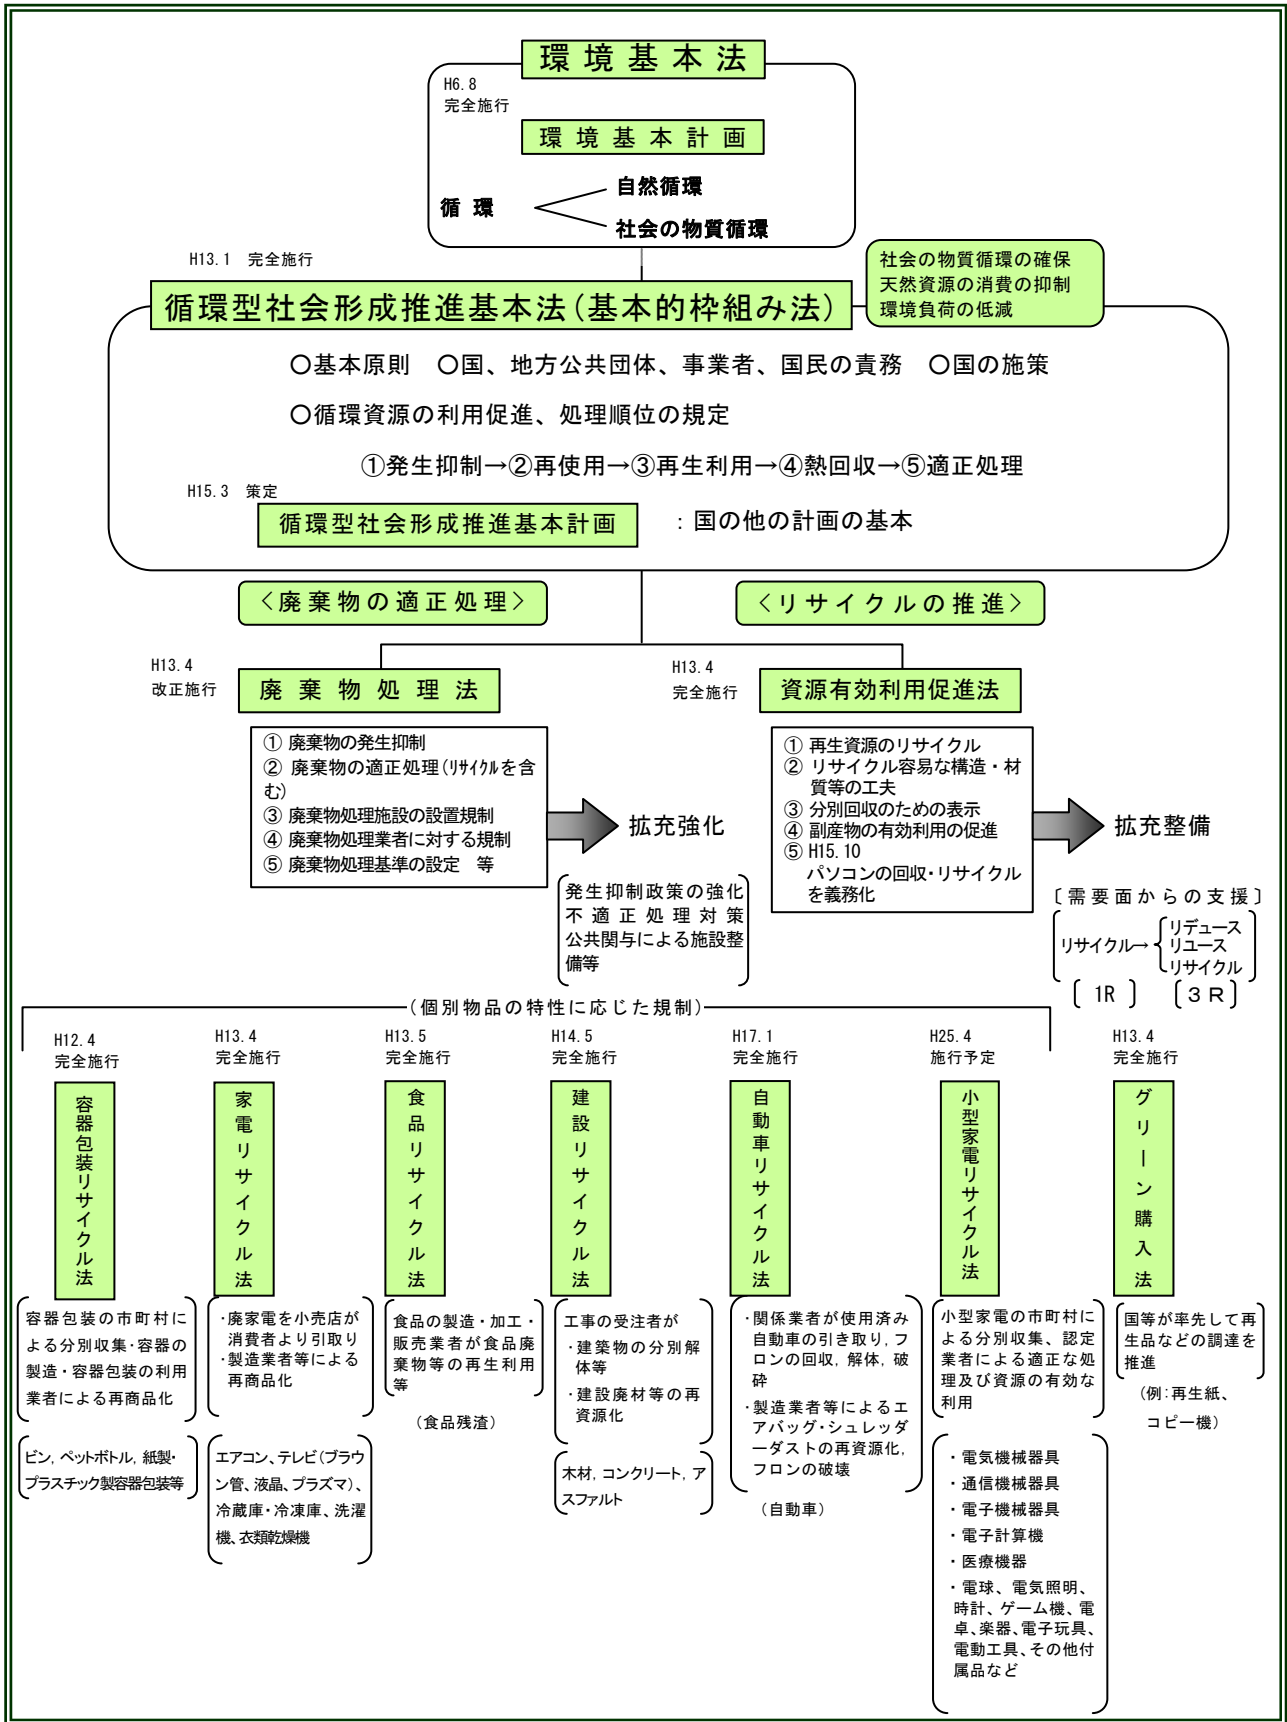 環境基本法
H6.8
完全施行
環境基本計画
循環
自然循環
社会の物質循環
H13.1 完全施行
循環型社会形成推進基本法(基本的枠組み法)
社会の物質循環の確保
天然資源の消費の抑制
環境負荷の低減
○基本原則 ○国、地方公共団体、事業者、国民の責務 ○国の施策
○循環資源の利用促進、処理順位の規定
①発生抑制→②再使用→③再生利用→④熱回収→⑤適正処理
H15.3 策定
循環型社会形成推進基本計画 :国の他の計画の基本
<廃棄物の適正処理>
<リサイクルの推進>
H13.4
改正施行
廃棄物処理法
① 廃棄物の発生抑制
② 廃棄物の適正処理(リサイクルを含
む)
③ 廃棄物処理施設の設置規制
④ 廃棄物処理業者に対する規制
⑤ 廃棄物処理基準の設定 等
拡充強化
発生抑制政策の強化
不適正処理対策
公共関与による施設整
備等
H13.4
完全施行
資源有効利用促進法
① 再生資源のリサイクル
② リサイクル容易な構造・材
質等の工夫
③ 分別回収のための表示
④ 副産物の有効利用の促進
⑤ H15.10
パソコンの回収・リサイクル
を義務化
拡充整備
〔需要面からの支援〕
リサイクル→
リデュース
リユース
リサイクル
〔 1R 〕 〔3R〕
(個別物品の特性に応じた規制)
H12.4
完全施行
容器包装リサイクル法
容器包装の市町村に
よる分別収集・容器の
製造・容器包装の利用
業者による再商品化
ビン,ペットボトル,紙製・
プラスチック製容器包装等
H13.4
完全施行
家電リサイクル法
・廃家電を小売店が
消費者より引取り
・製造業者等による
再商品化
エアコン、テレビ(ブラウ
ン管、液晶、プラズマ)、
冷蔵庫・冷凍庫、洗濯
機、衣類乾燥機
H13.5
完全施行
食品リサイクル法
食品の製造・加工・
販売業者が食品廃
棄物等の再生利用
等
(食品残渣)
H14.5
完全施行
建設リサイクル法
工事の受注者が
・建築物の分別解
体等
・建設廃材等の再
資源化
木材,コンクリート,ア
スファルト
H17.1
完全施行
自動車リサイクル法
・関係業者が使用済み
自動車の引き取り,フ
ロンの回収,解体,破
砕
・製造業者等によるエ
アバッグ・シュレッダ
ーダストの再資源化,
フロンの破壊
(自動車)
H25.4
施行予定
小型家電リサイクル法
小型家電の市町村に
よる分別収集、認定
業者による適正な処
理及び資源の有効な
利用
・電気機械器具
・通信機械器具
・電子機械器具
・電子計算機
・医療機器
・電球、電気照明、
時計、ゲーム機、電
卓、楽器、電子玩具、
電動工具、その他付
属品など
H13.4
完全施行
グリーン購入法
国等が率先して再
生品などの調達を
推進
(例:再生紙、
コピー機)